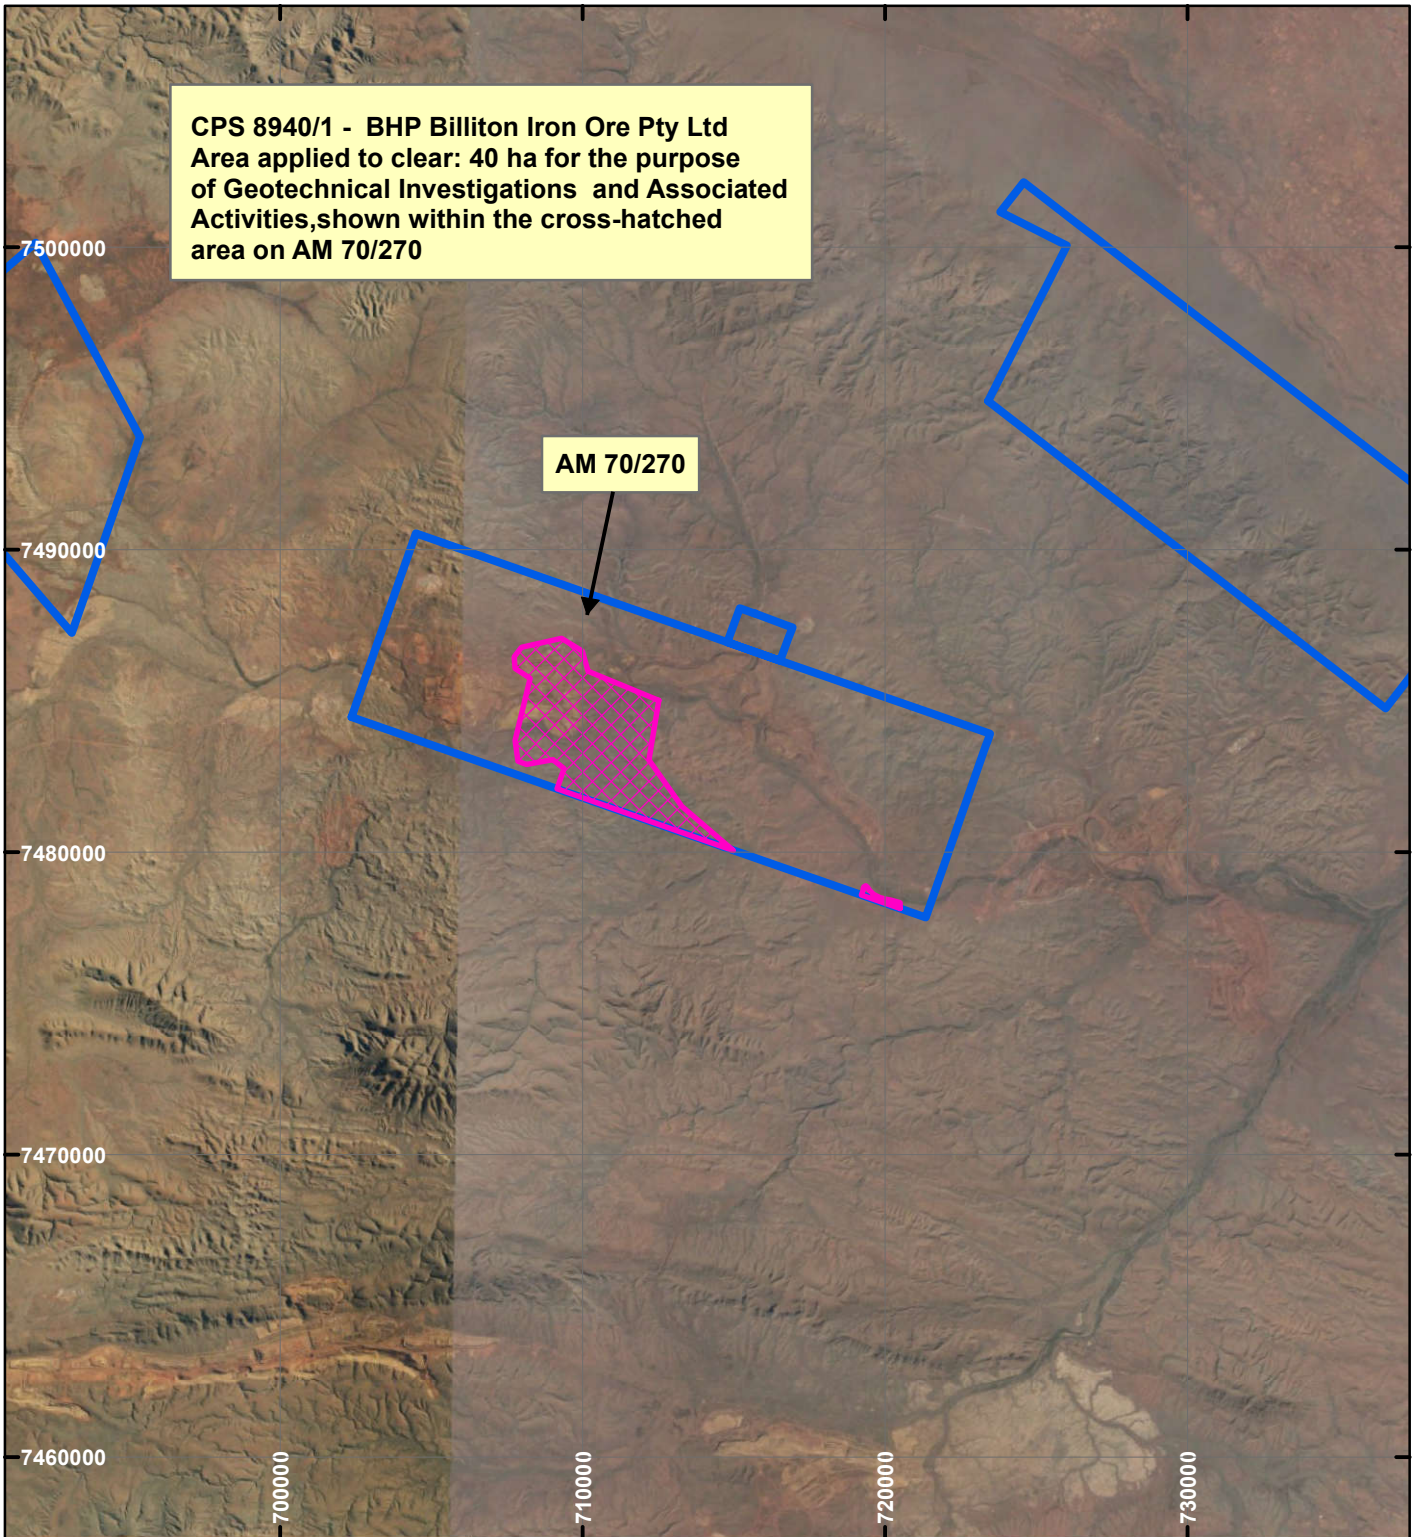 CPS 8940/1 - BHP Billiton Iron Ore Pty Ltd
Area applied to clear: 40 ha for the purpose
of Geotechnical Investigations and Associated
Activities,shown within the cross-hatched
area on AM 70/270
7500000
AM 70/270
7490000
7480000
7470000
7460000
700000
710000
720000
730000